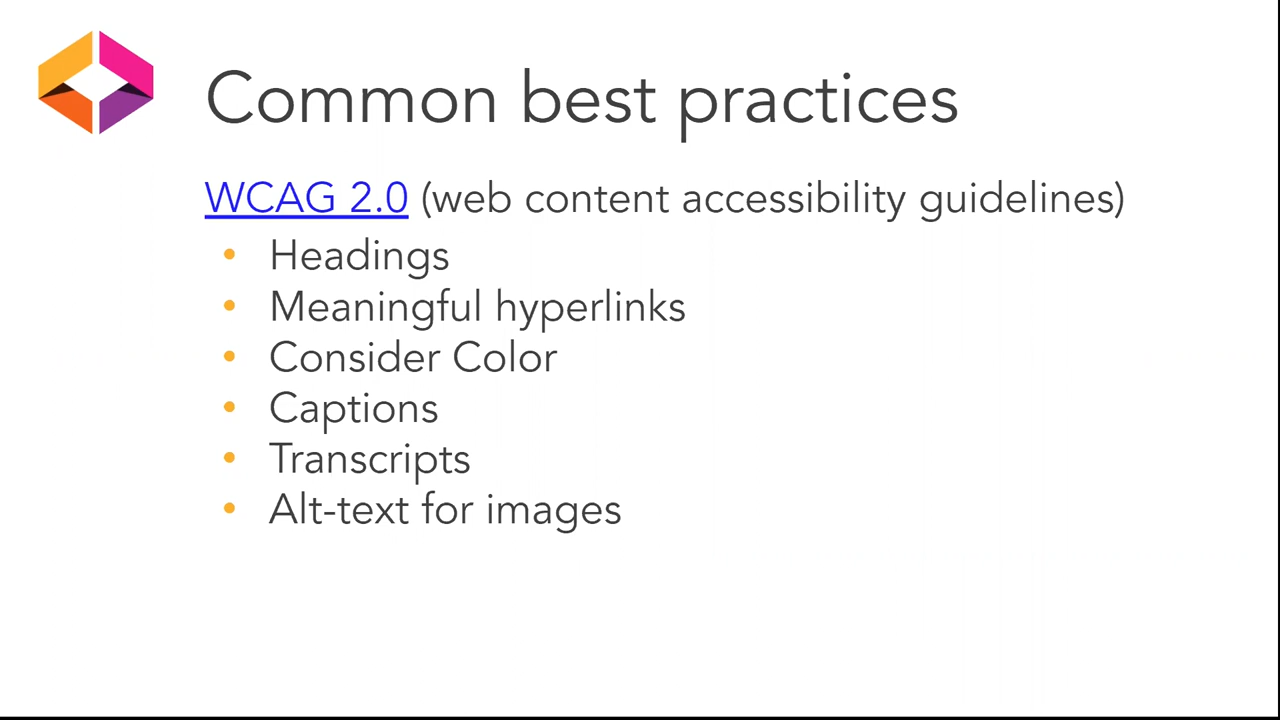 Common best practices
WCAG 2.0 (web content accessibility guidelines)
• Headings
• Meaningful hyperlinks
• Consider Color
• Captions
• Transcripts
• Alt-text for images